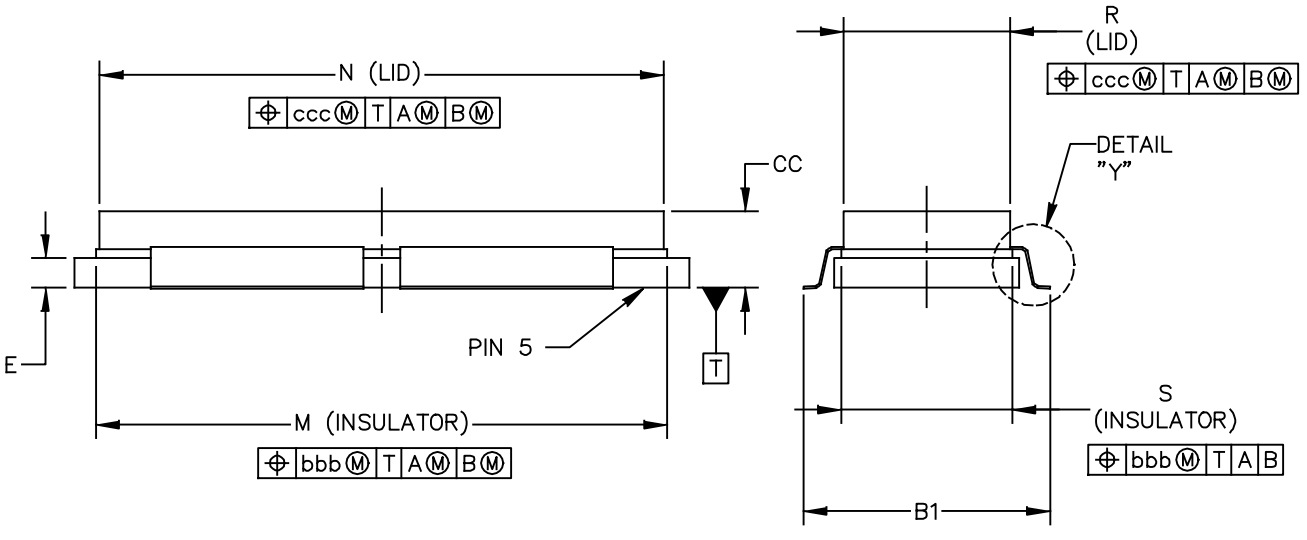 N (LID)
⌖ ccc Ⓜ T A Ⓜ B Ⓜ
R
(LID)
⌖ ccc Ⓜ T A Ⓜ B Ⓜ
CC
DETAIL
"Y"
E
PIN 5
T
M (INSULATOR)
⌖ bbb Ⓜ T A Ⓜ B Ⓜ
S
(INSULATOR)
⌖ bbb Ⓜ T A B
B1